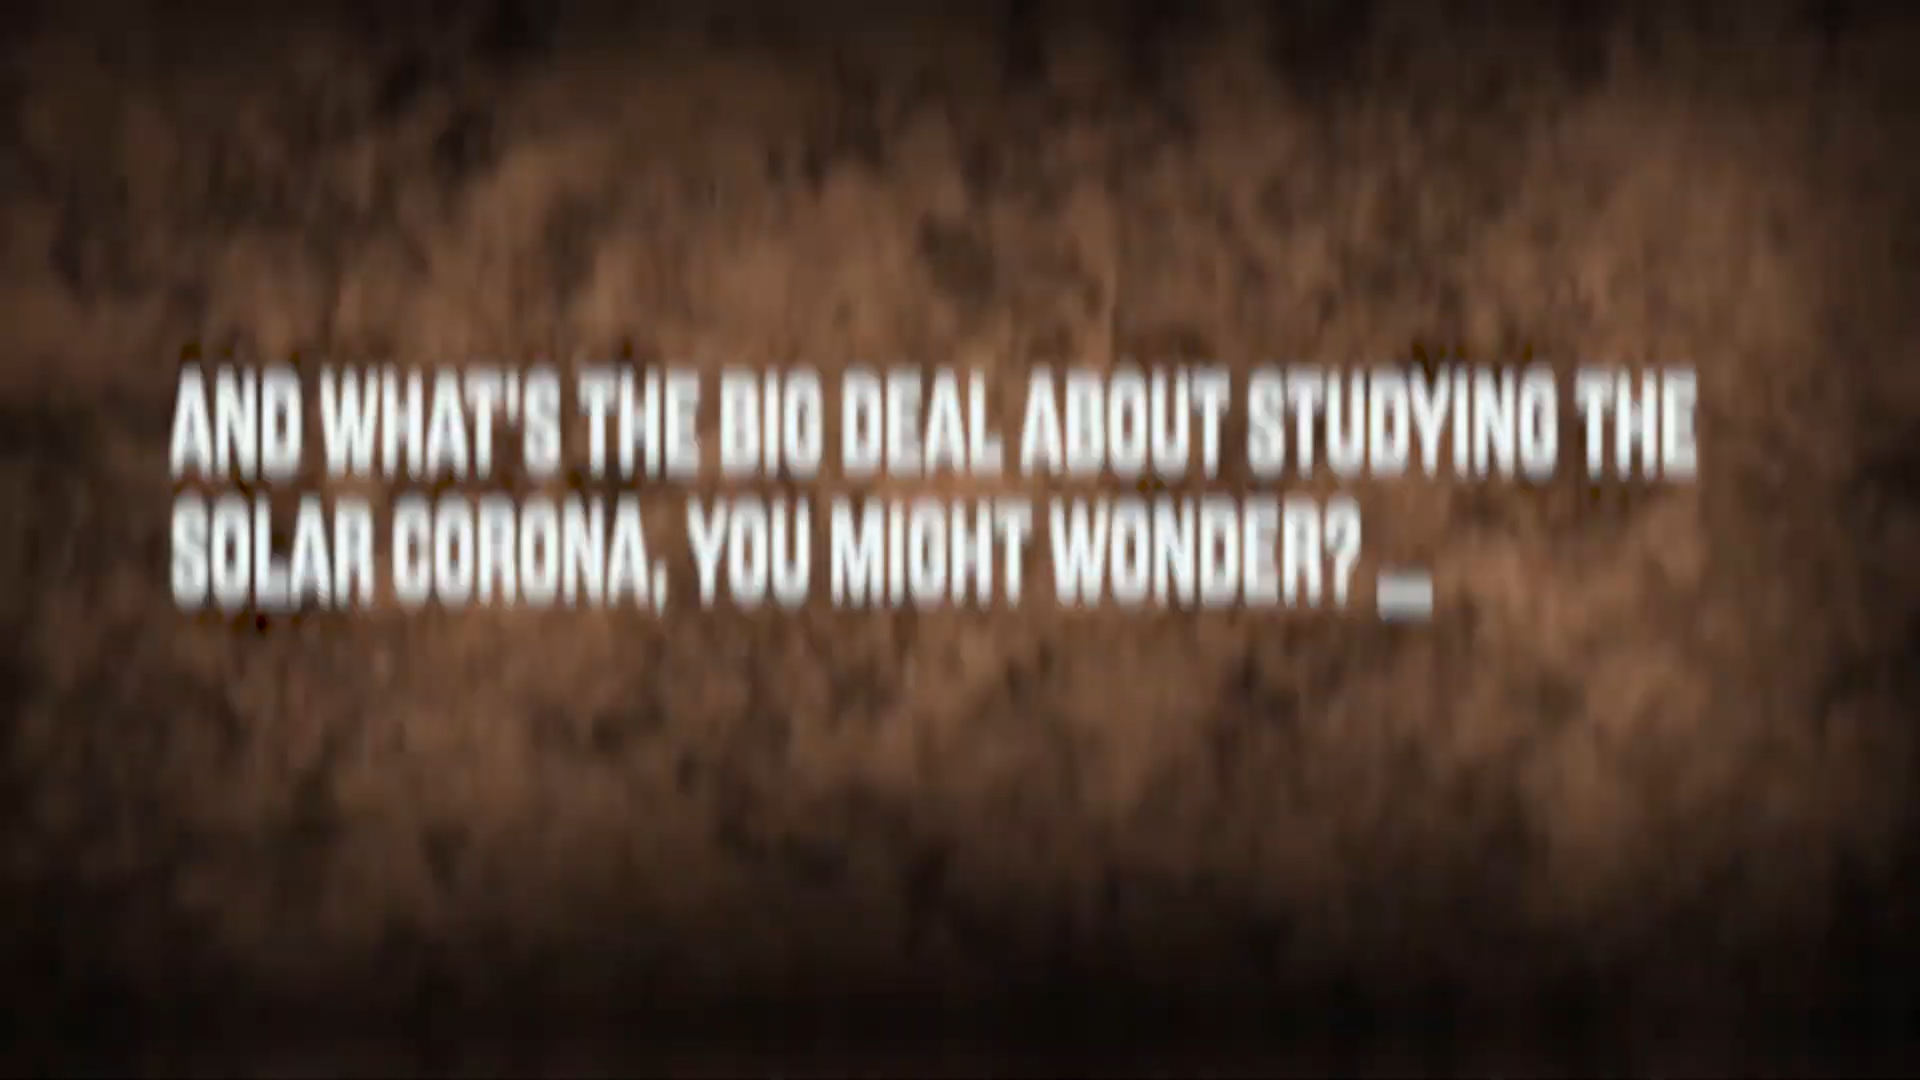 AND WHAT'S THE BIG DEAL ABOUT STUDYING THE
SOLAR CORONA, YOU MIGHT WONDER? _